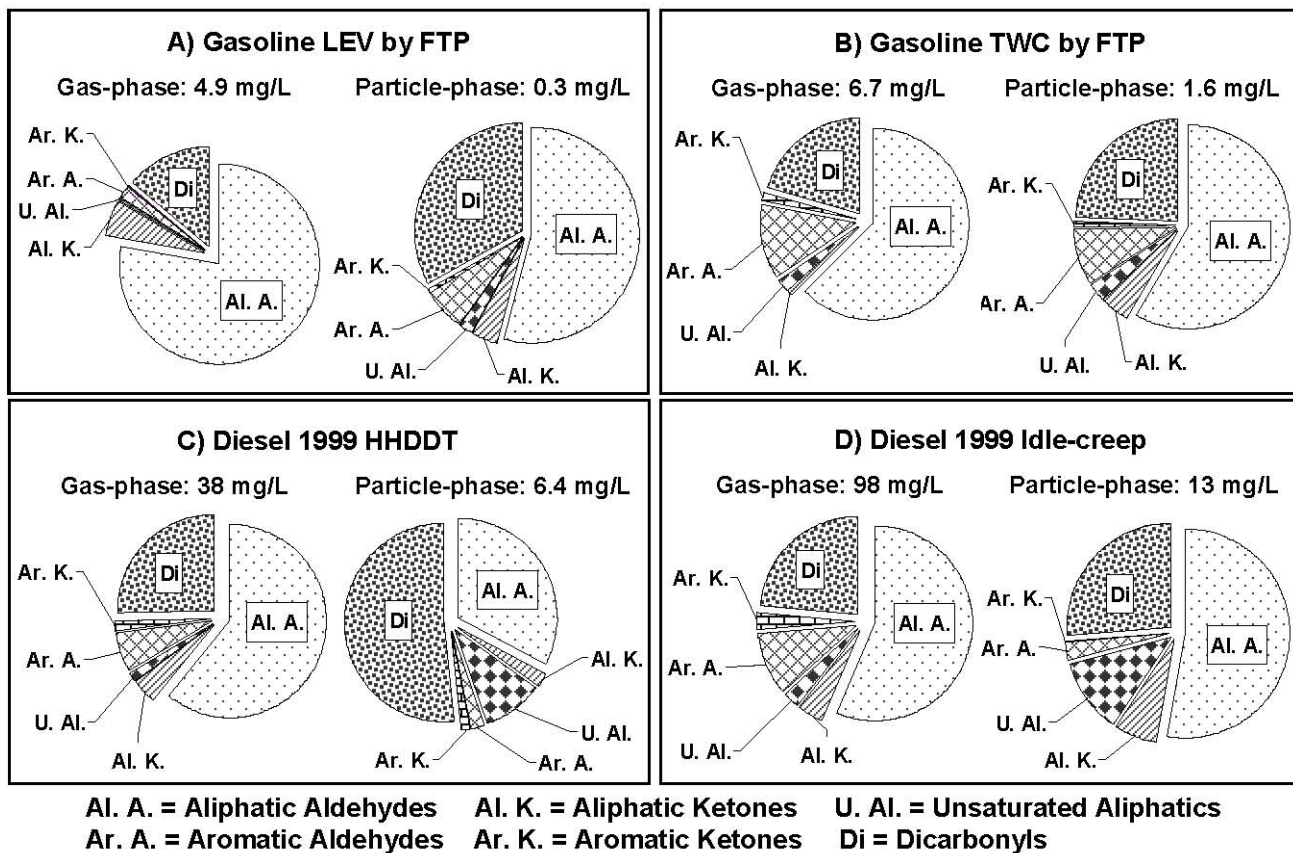 A) Gasoline LEV by FTP
Gas-phase: 4.9 mg/L
Particle-phase: 0.3 mg/L
Ar. K.
Ar. A.
U. Al.
Al. K.
Di
Al. A.
Di
Al. A.
Ar. K.
Ar. A.
U. Al.
Al. K.
B) Gasoline TWC by FTP
Gas-phase: 6.7 mg/L
Particle-phase: 1.6 mg/L
Ar. K.
Di
Al. A.
Ar. A.
U. Al.
Al. K.
Di
Ar. K.
Al. A.
Ar. A.
U. Al.
Al. K.
C) Diesel 1999 HHDDT
Gas-phase: 38 mg/L
Particle-phase: 6.4 mg/L
Ar. K.
Di
Al. A.
Ar. A.
U. Al.
Al. K.
Al. A.
Di
Al. K.
U. Al.
Ar. K.
Ar. A.
D) Diesel 1999 Idle-creep
Gas-phase: 98 mg/L
Particle-phase: 13 mg/L
Ar. K.
Di
Al. A.
Ar. A.
U. Al.
Al. K.
Di
Ar. K.
Ar. A.
Al. A.
U. Al.
Al. K.
Al. A. = Aliphatic Aldehydes Al. K. = Aliphatic Ketones U. Al. = Unsaturated Aliphatics
Ar. A. = Aromatic Aldehydes Ar. K. = Aromatic Ketones Di = Dicarbonyls